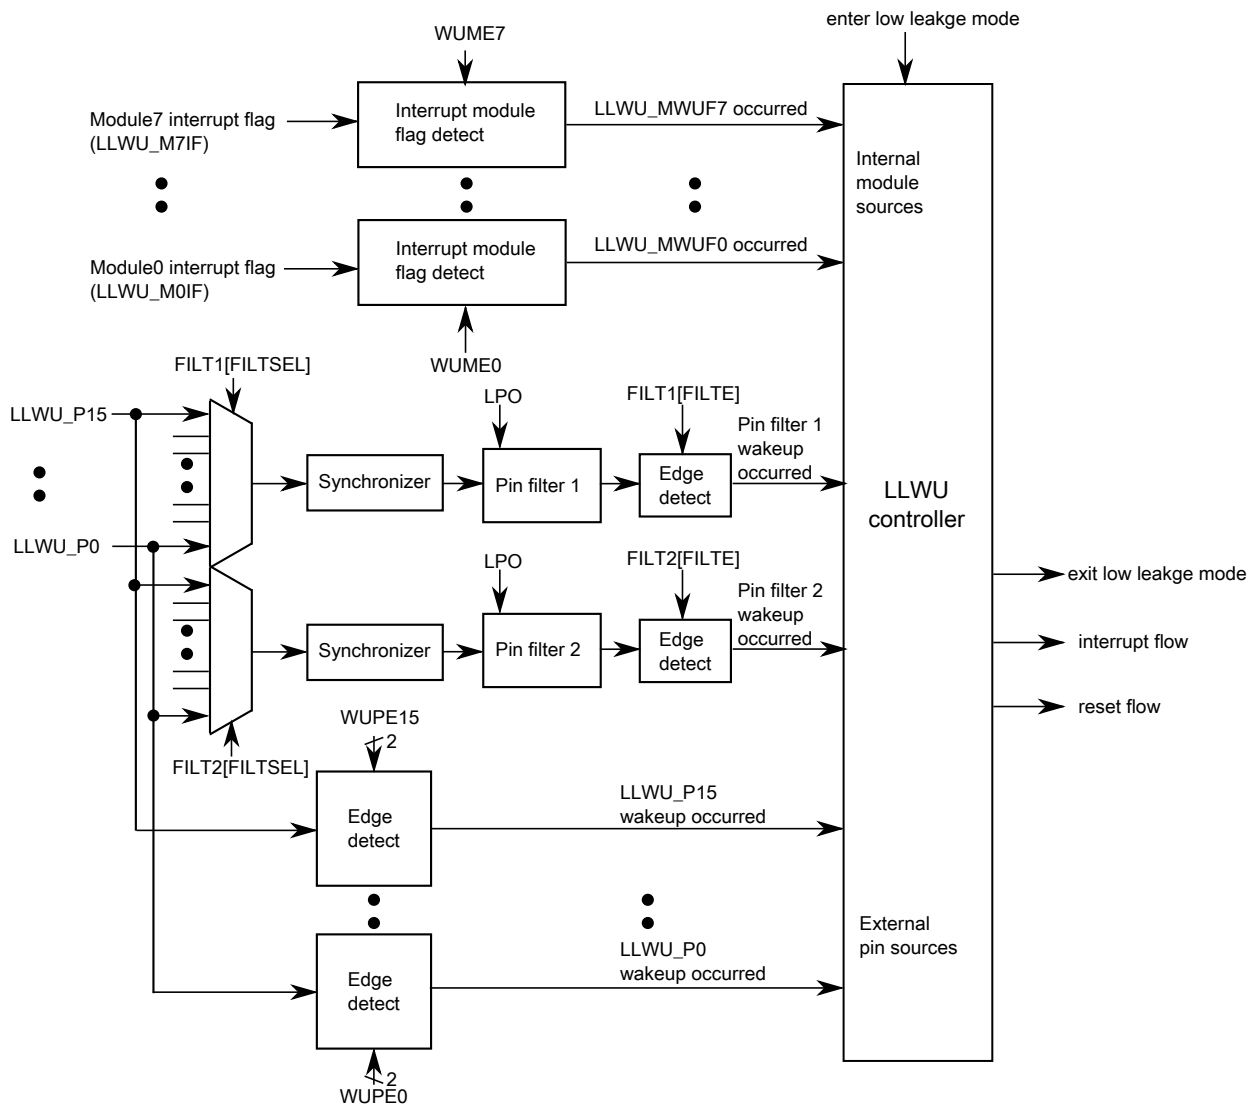 enter low leakge mode
WUME7
Interrupt module
flag detect
LLWU_MWUF7 occurred
Module7 interrupt flag
(LLWU_M7IF)
Internal
module
sources
Interrupt module
flag detect
LLWU_MWUF0 occurred
Module0 interrupt flag
(LLWU_M0IF)
WUME0
FILT1[FILTSEL]
LPO
FILT1[FILTE]
LLWU_P15
Pin filter 1
wakeup
occurred
Synchronizer
Pin filter 1
Edge
detect
LLWU
controller
LLWU_P0
LPO
FILT2[FILTE]
exit low leakge mode
Pin filter 2
wakeup
occurred
Synchronizer
Pin filter 2
Edge
detect
interrupt flow
reset flow
WUPE15
2
FILT2[FILTSEL]
Edge
detect
LLWU_P15
wakeup occurred
External
pin sources
LLWU_P0
wakeup occurred
Edge
detect
2
WUPE0